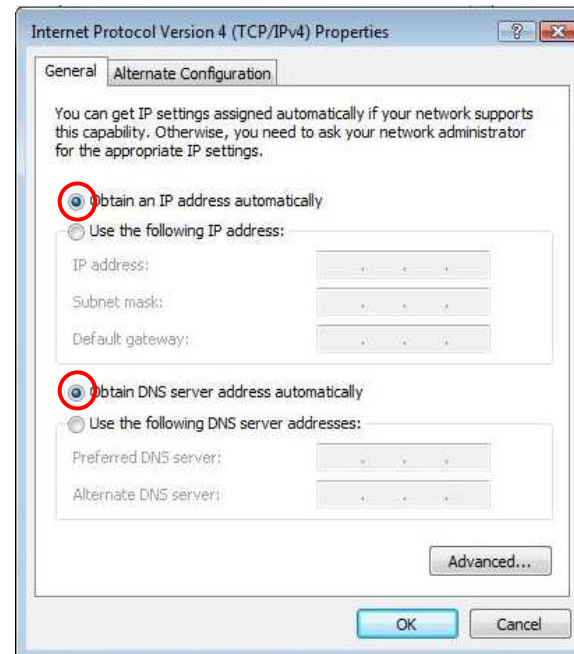 Internet Protocol Version 4 (TCP/IPv4) Properties
General
Alternate Configuration
You can get IP settings assigned automatically if your network supports
this capability. Otherwise, you need to ask your network administrator
for the appropriate IP settings.
Obtain an IP address automatically
Use the following IP address:
IP address:
Subnet mask:
Default gateway:
Obtain DNS server address automatically
Use the following DNS server addresses:
Preferred DNS server:
Alternate DNS server:
Advanced...
OK
Cancel